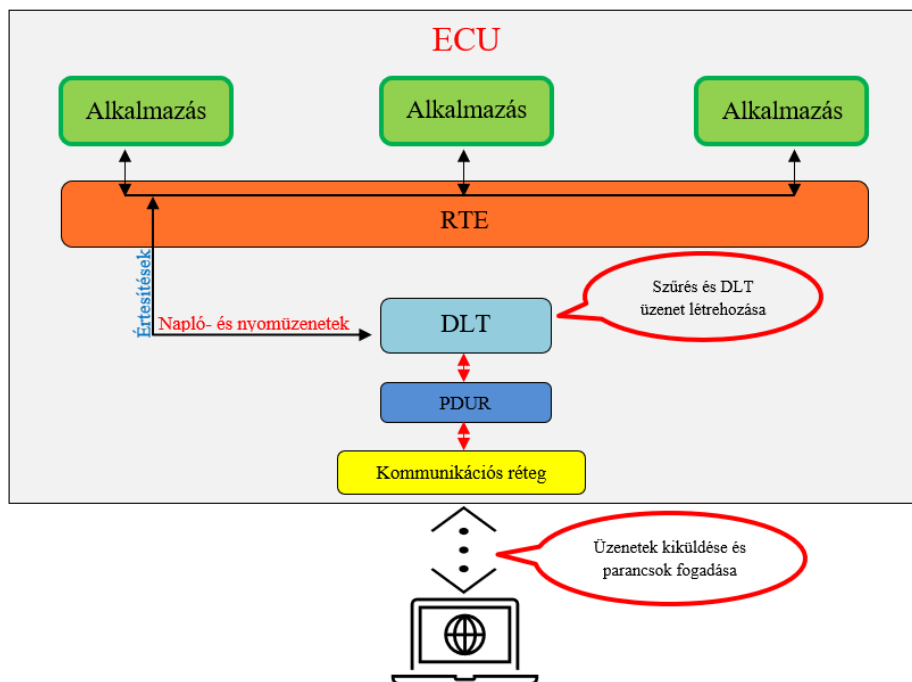 ECU
Alkalmazás
Alkalmazás
Alkalmazás
RTE
Értesítések
Napló- és nyomüzenetek
DLT
Szűrés és DLT
üzenet létrehozása
PDUR
Kommunikációs réteg
Üzenetek kiküldése és
parancsok fogadása